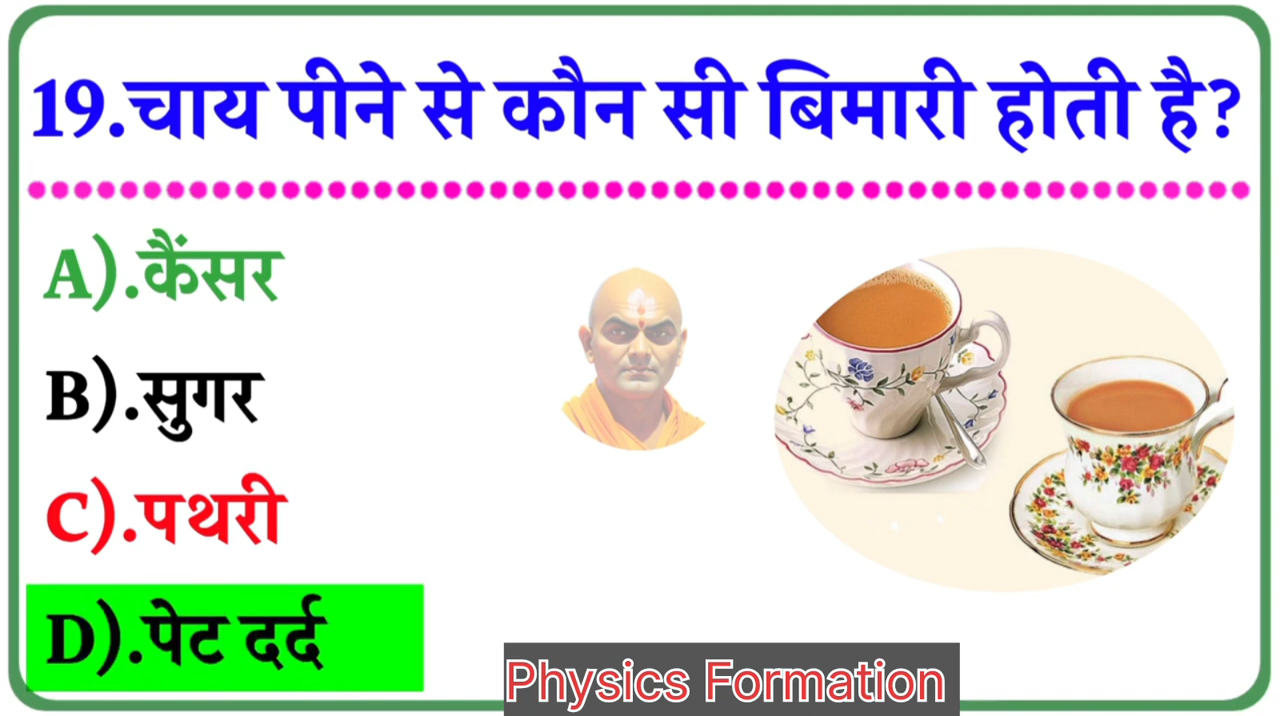 19.चाय पीने से कौन सी बिमारी होती है?
A).कैंसर
B).सुगर
C).पथरी
D).पेट दर्द
Physics Formation